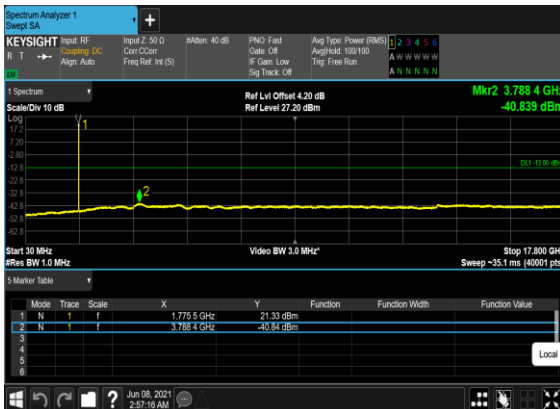 Spectrum Analyzer 1
Swept SA
KEYSIGHT
R T
Input: RF
Coupling: DC
Align: Auto
Input Z: 50 Ω
Corr CCorr
Freq Ref: Int (S)
#Atten: 40 dB
PNO: Fast
Gate: Off
IF Gain: Low
Sig Track: Off
Avg Type: Power (RMS)
Avg|Hold: 100/100
Trig: Free Run
1 2 3 4 5 6
A W W W W W
A N N N N N
1 Spectrum
Scale/Div 10 dB
Ref Lvl Offset 4.20 dB
Ref Level 27.20 dBm
Mkr2 3.788 4 GHz
-40.839 dBm
Log
17.2
7.20
-2.80
-12.8
-22.8
-32.8
-42.8
-52.8
-62.8
1
2
DL1 -13.00 dBm
Start 30 MHz
#Res BW 1.0 MHz
Video BW 3.0 MHz*
Stop 17.800 GHz
Sweep ~35.1 ms (40001 pts)
5 Marker Table
Mode Trace Scale X Y Function Function Width Function Value
1 N 1 f 1.775 5 GHz 21.33 dBm
2 N 1 f 3.788 4 GHz -40.84 dBm
3
4
5
6
Local
?
Jun 08, 2021
2:57:16 AM